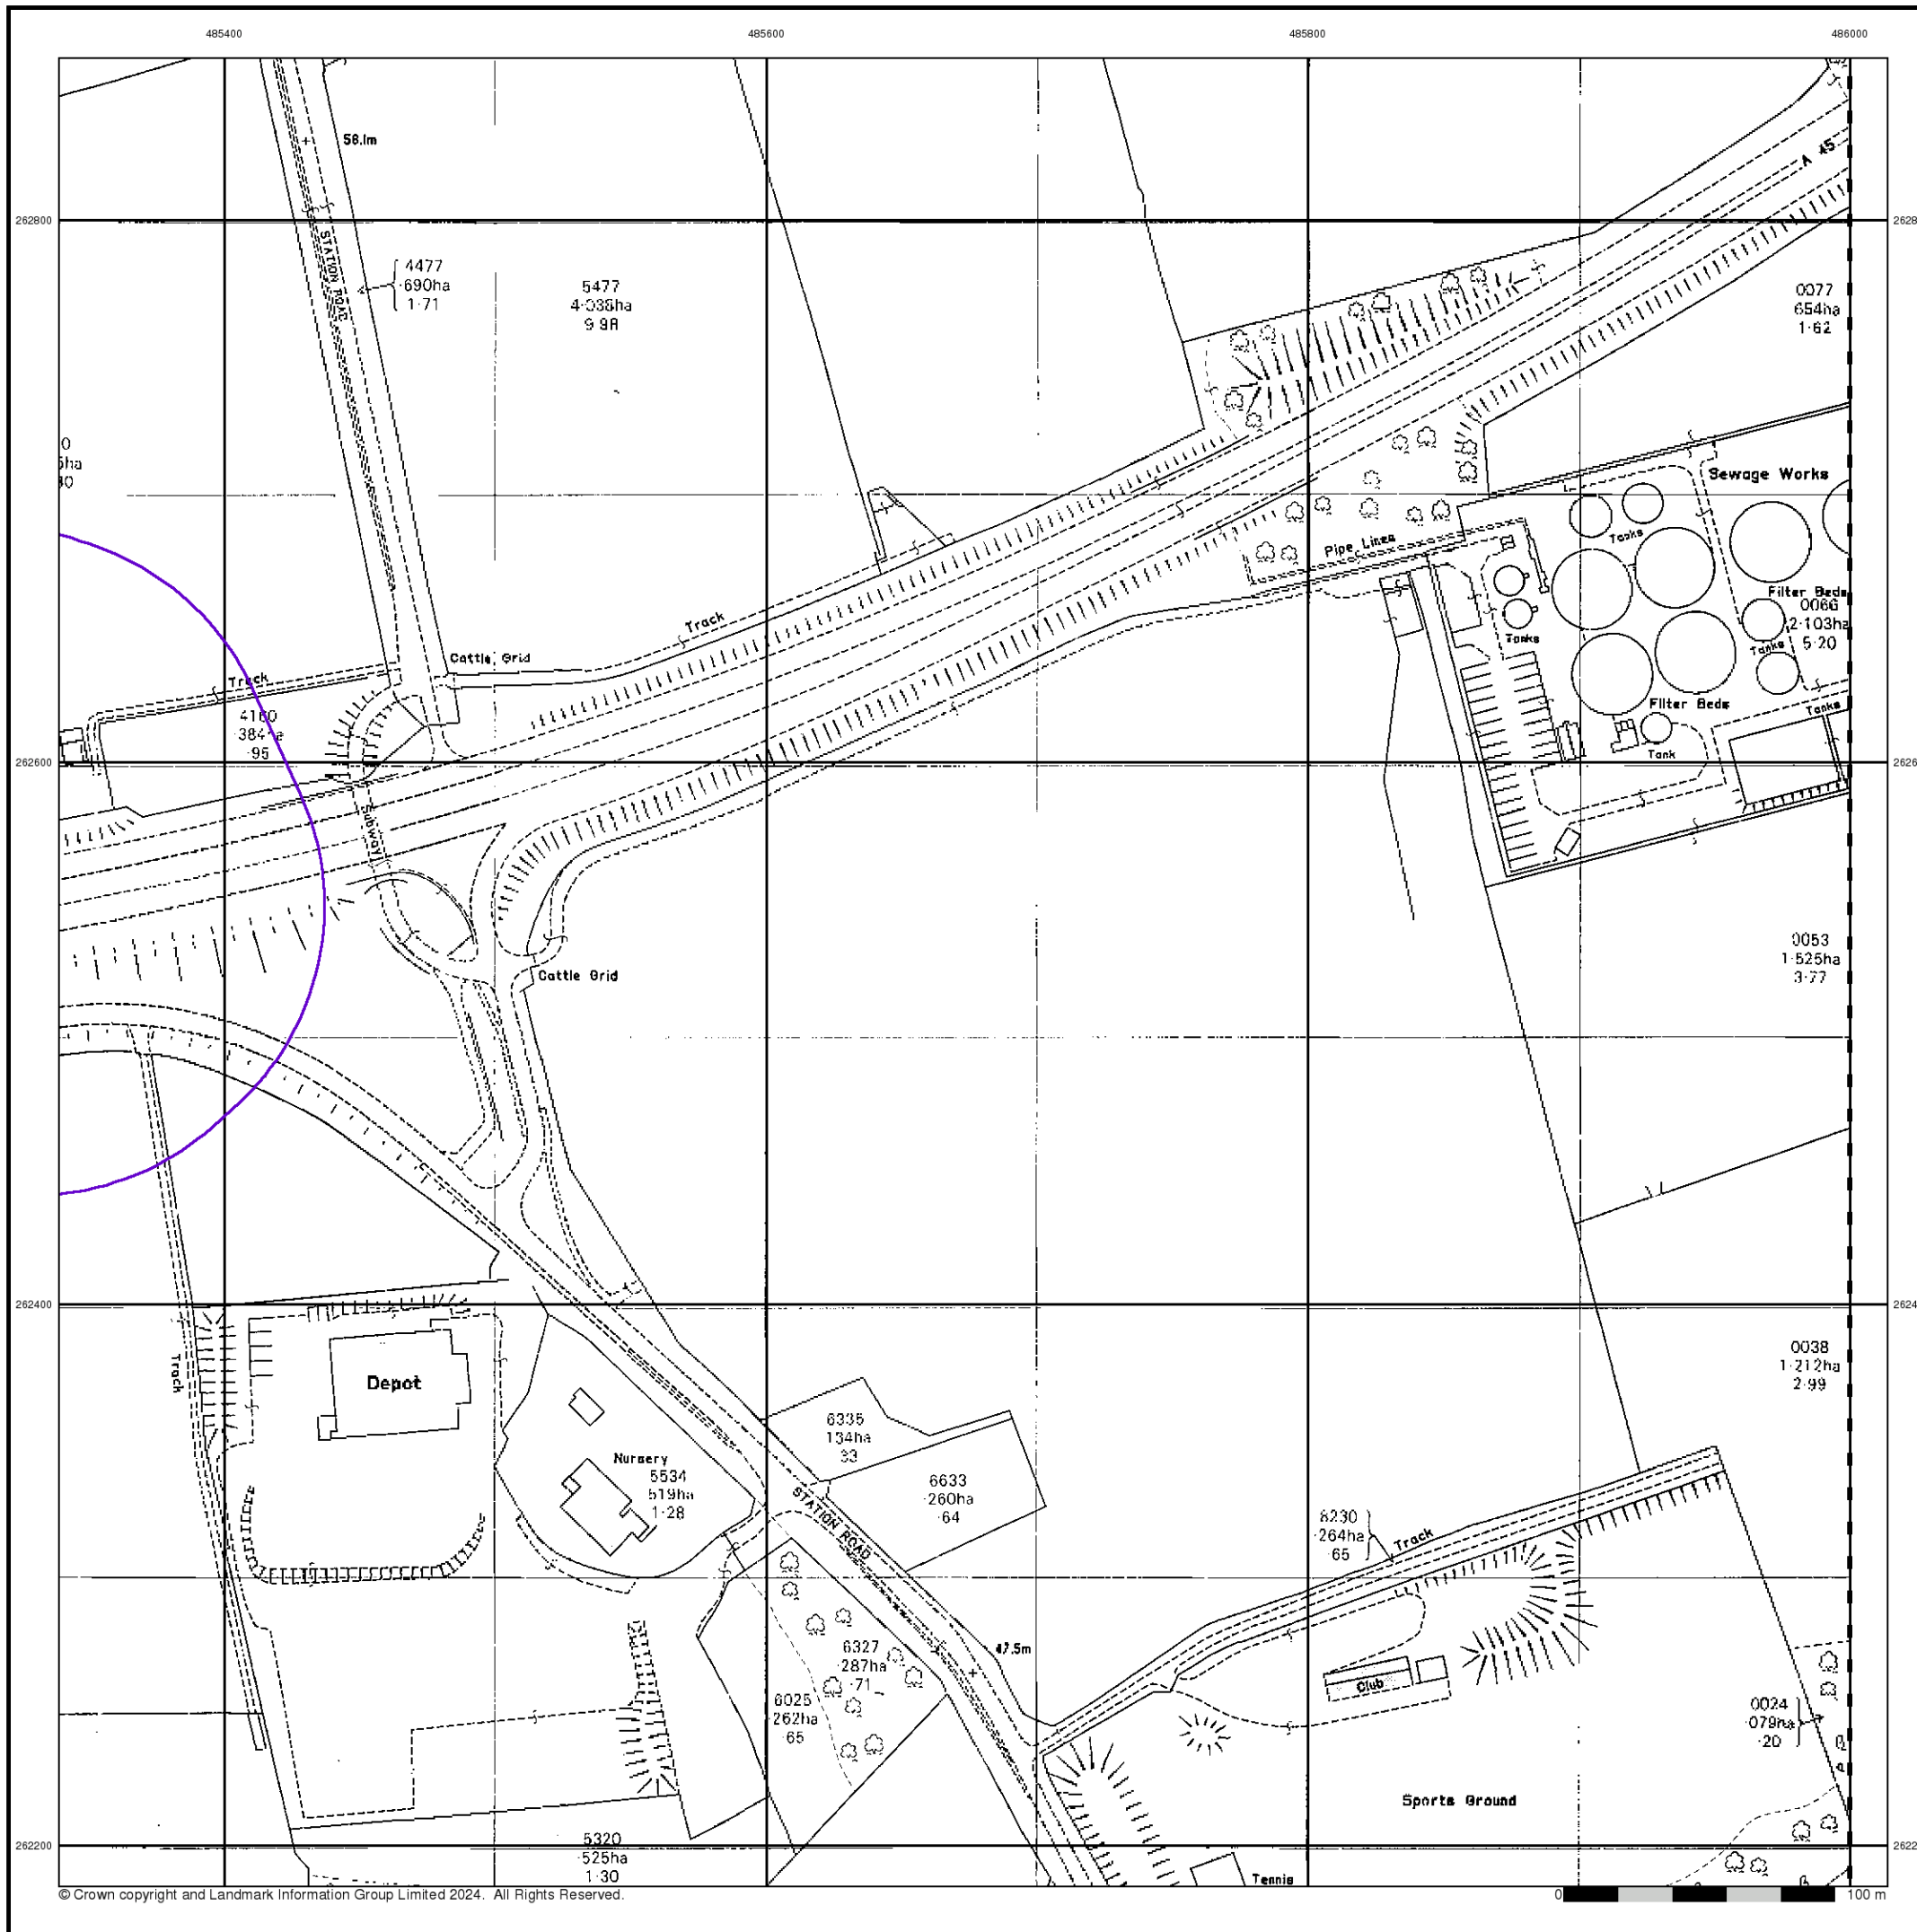 485400
485600
485800
486000
56.1m
A 45
262800
STATION ROAD
4477
·690ha
1·71
5477
4·038ha
9 98
0077
654ha
1·62
Sewage Works
Pipe Lines
Tanks
Filter Beds
0066
2·103ha
5·20
Tanks
Tanks
Track
Cattle Grid
Track
4160
·95
Filter Beds
Tanks
Tank
262600
Subway
Cattle Grid
0053
1·525ha
3·77
262400
Track
Depot
0038
1·212ha
2·99
6335
134ha
33
Nursery
5534
519ha
1·28
6633
·260ha
·64
STATION ROAD
8230
·264ha
·65
Track
47.5m
6327
·287ha
·71
6025
·262ha
·65
Club
0024
·079ha
·20
Sports Ground
262200
5320
·525ha
1·30
Tennis
© Crown copyright and Landmark Information Group Limited 2024. All Rights Reserved.
0
100 m